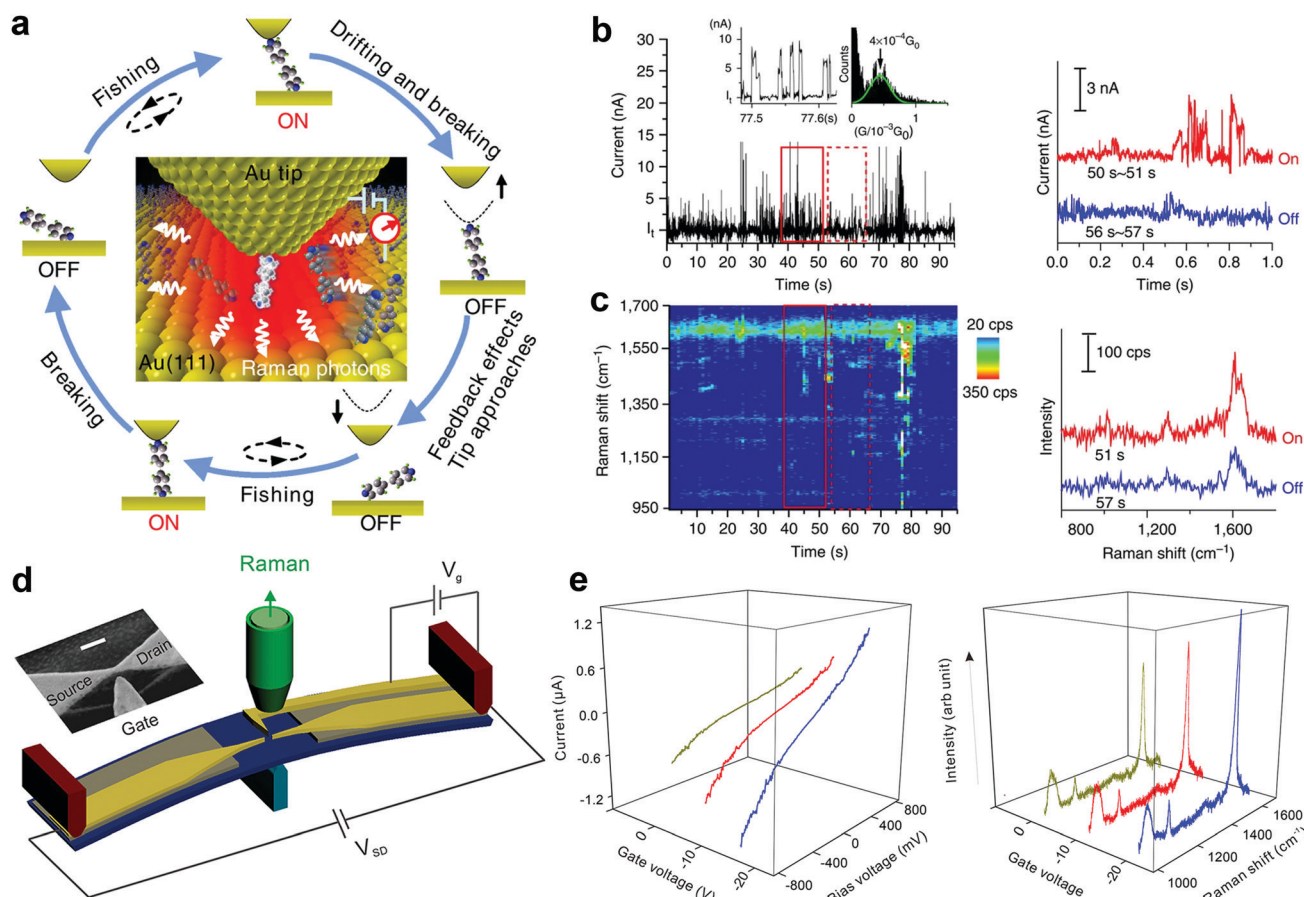 a
Fishing
Drifting and breaking
ON
OFF
OFF
Au tip
Au(111)
Raman photons
Breaking
Feedback effects
Tip approaches
ON
Fishing
OFF
b
Current (nA)
30
25
20
15
10
5
It
0 10 20 30 40 50 60 70 80 90
Time (s)
(nA)
10
5
It
77.5 77.6(s)
Counts
4×10⁻⁴G₀
0 1
(G/10⁻³G₀)
3 nA
Current (nA)
On
50 s~51 s
Off
56 s~57 s
0.0 0.2 0.4 0.6 0.8 1.0
Time (s)
c
Raman shift (cm⁻¹)
1,700
1,550
1,350
1,150
950
10 20 30 40 50 60 70 80 90
Time (s)
20 cps
350 cps
100 cps
Intensity
On
51 s
Off
57 s
800 1,200 1,600
Raman shift (cm⁻¹)
d
Raman
Vg
Source
Drain
Gate
VSD
e
Current (µA)
1.2
0.6
0.0
-0.6
-1.2
0
-10
-20
Gate voltage (V)
-800
-400
0
400
800
Bias voltage (mV)
Intensity (arb unit)
0
-10
-20
Gate voltage
1000
1200
1400
1600
Raman shift (cm⁻¹)